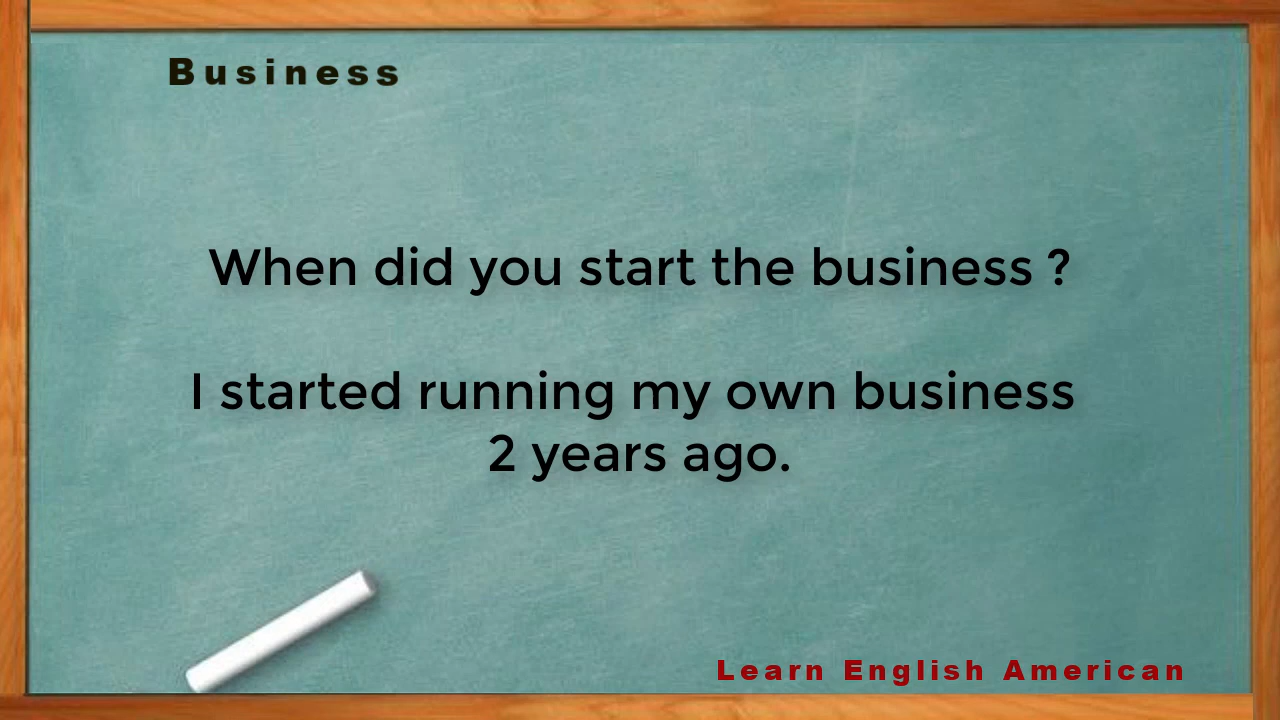 Business
When did you start the business ?
I started running my own business
2 years ago.
Learn English American